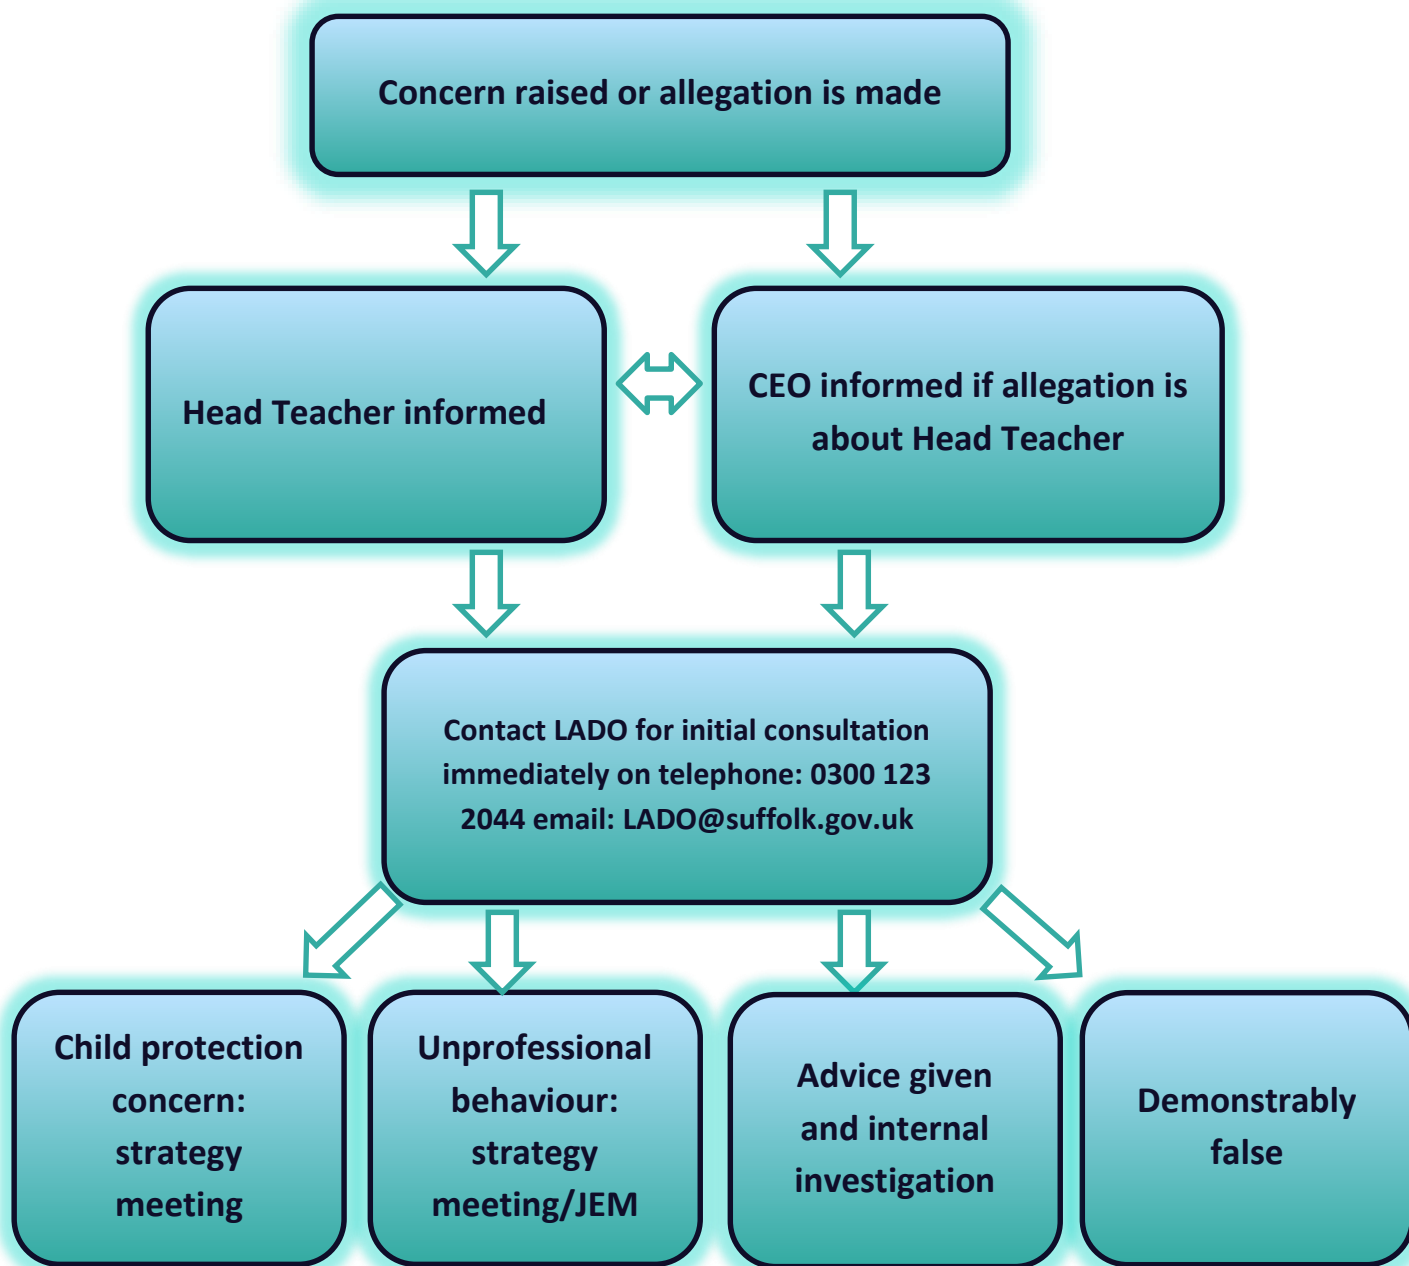 Concern raised or allegation is made
Head Teacher informed
CEO informed if allegation is
about Head Teacher
Contact LADO for initial consultation
immediately on telephone: 0300 123
2044 email: LADO@suffolk.gov.uk
Child protection
concern:
strategy
meeting
Unprofessional
behaviour:
strategy
meeting/JEM
Advice given
and internal
investigation
Demonstrably
false